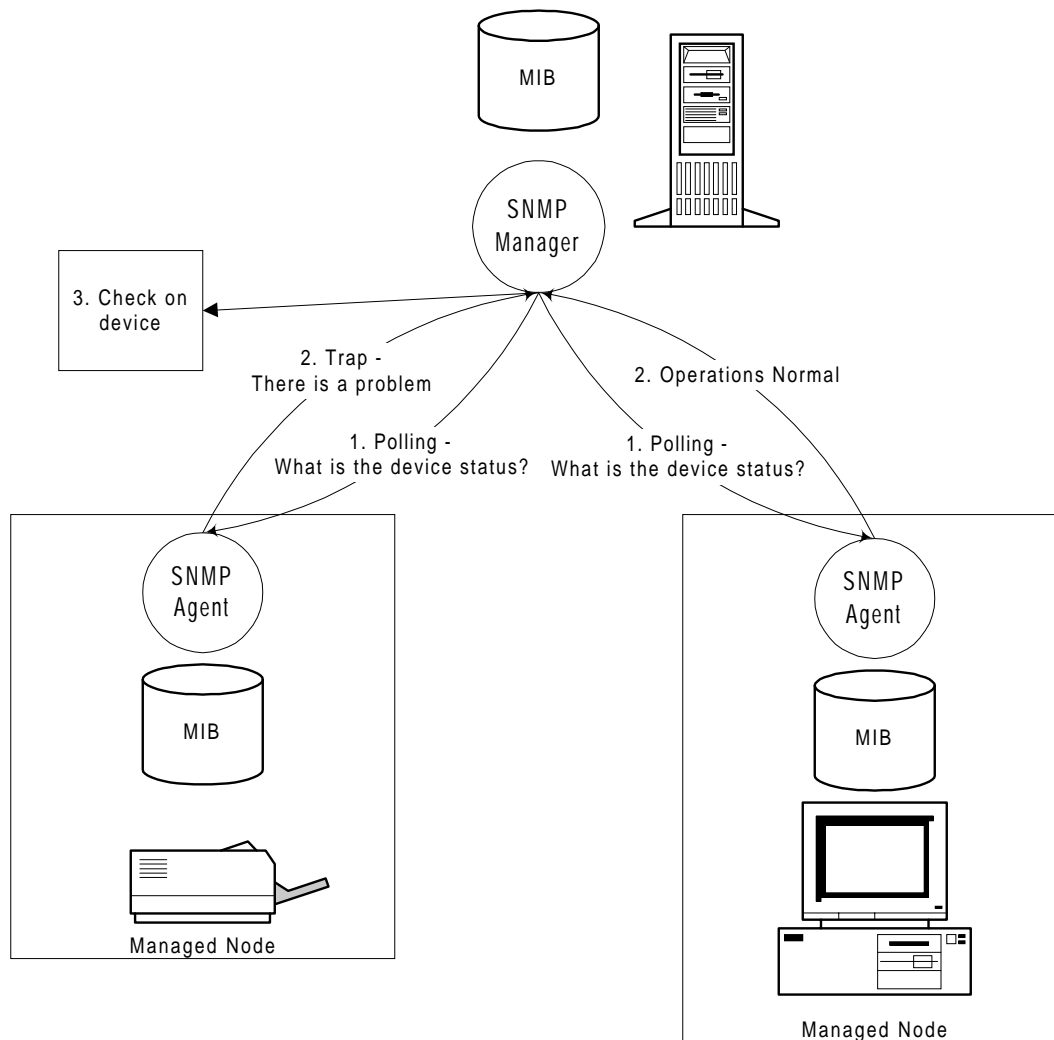 MIB
SNMP
Manager
3. Check on
device
2. Trap -
There is a problem
2. Operations Normal
1. Polling -
What is the device status?
1. Polling -
What is the device status?
SNMP
Agent
MIB
Managed Node
SNMP
Agent
MIB
Managed Node